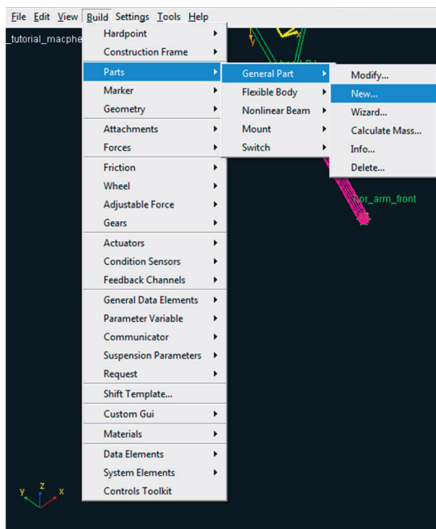 File Edit View Build Settings Tools Help
_tutorial_macphe
Hardpoint
Construction Frame
Parts
Marker
Geometry
Attachments
Forces
Friction
Wheel
Adjustable Force
Gears
Actuators
Condition Sensors
Feedback Channels
General Data Elements
Parameter Variable
Communicator
Suspension Parameters
Request
Shift Template...
Custom Gui
Materials
Data Elements
System Elements
Controls Toolkit
General Part
Flexible Body
Nonlinear Beam
Mount
Switch
Modify...
New...
Wizard...
Calculate Mass...
Info...
Delete...
or_arm_front
y z x